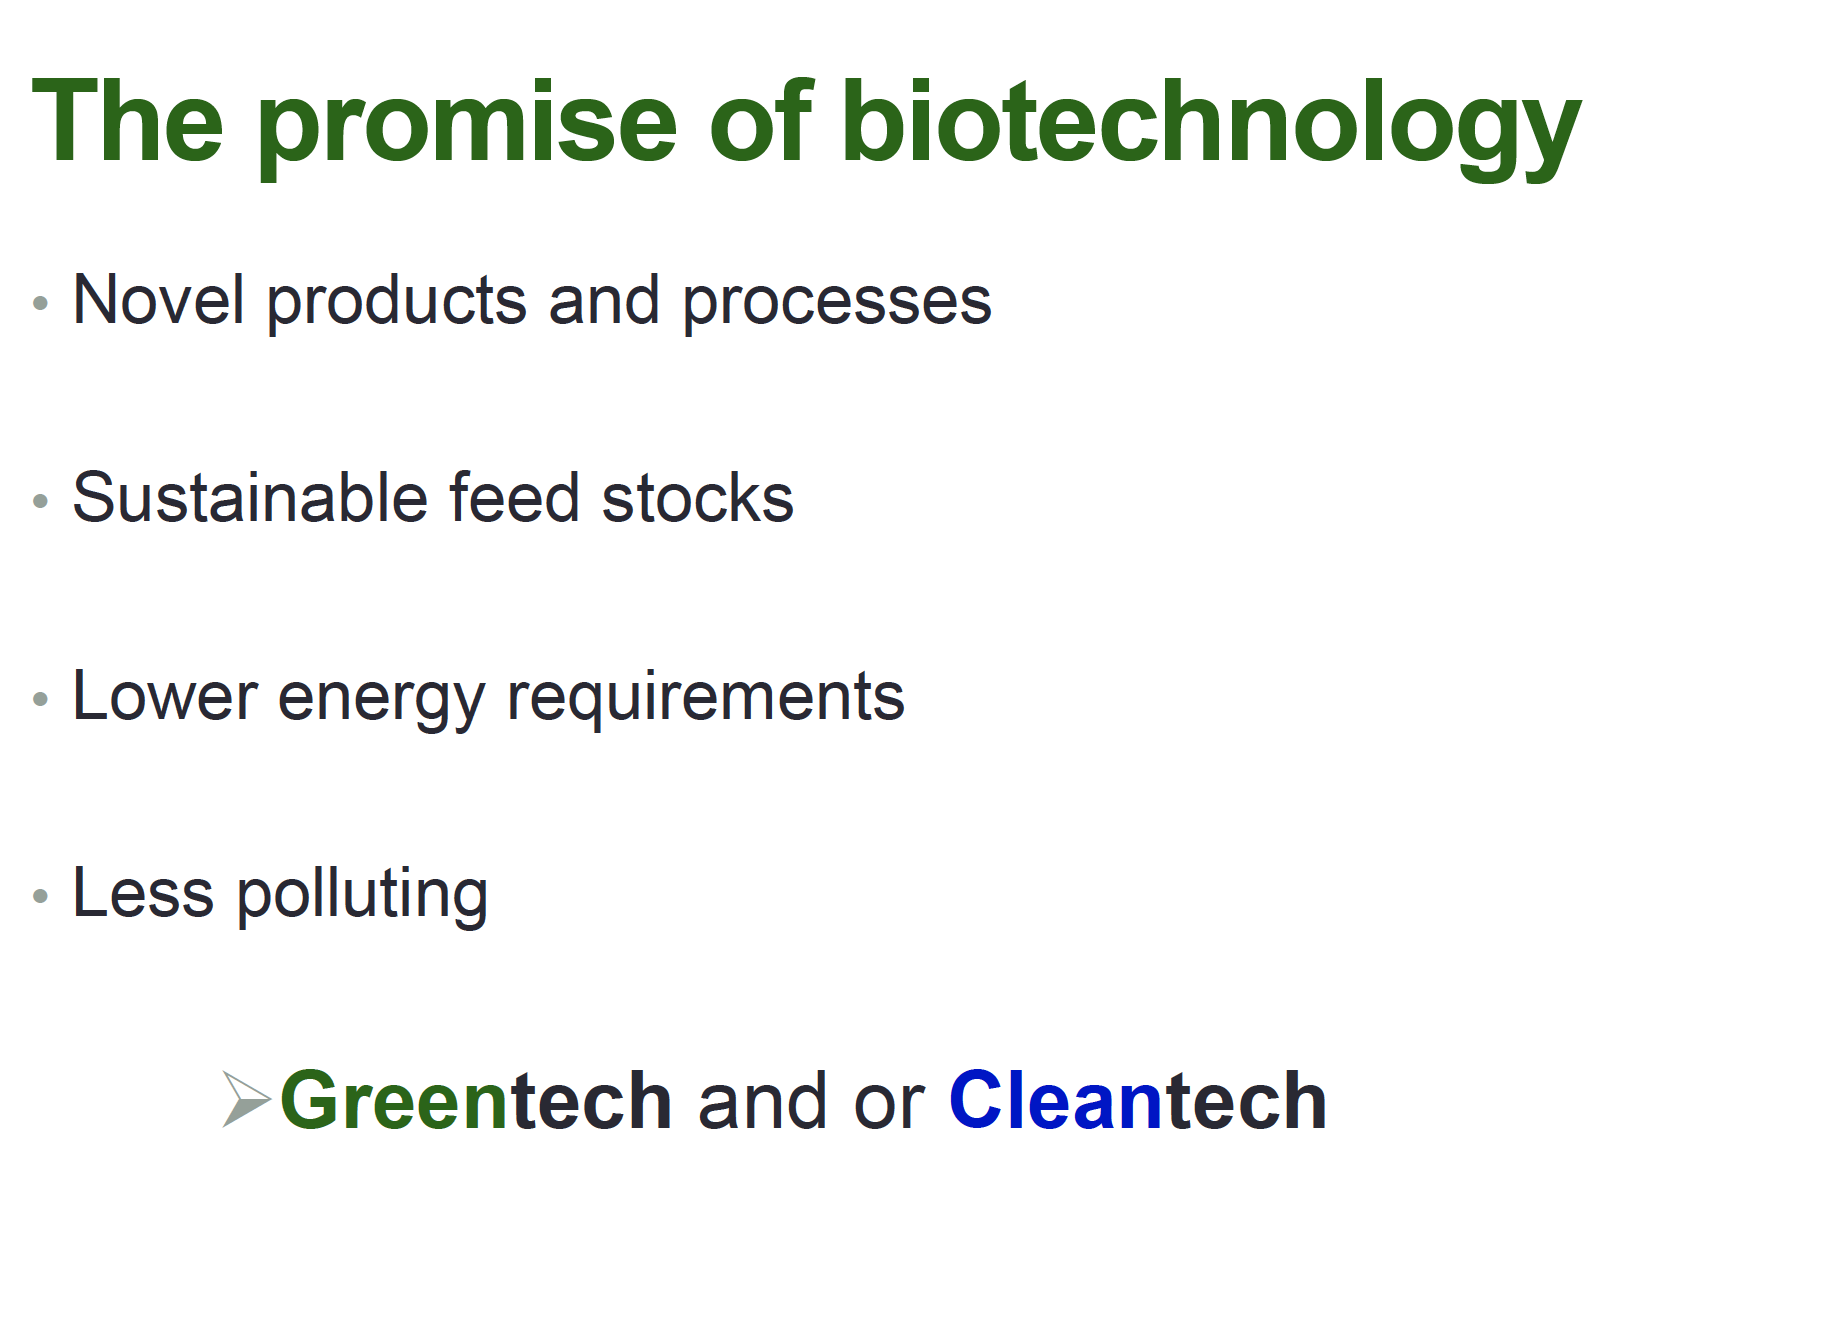 The promise of biotechnology
• Novel products and processes
• Sustainable feed stocks
• Lower energy requirements
• Less polluting
➢Greentech and or Cleantech